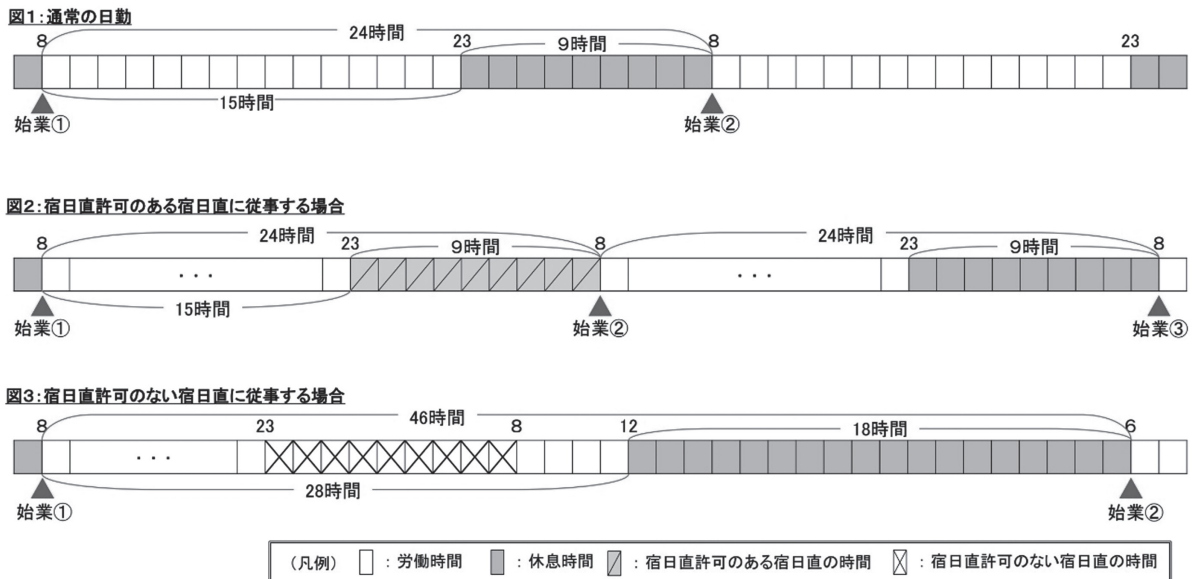 図1：通常の日勤
8 24時間 23 9時間 8 23
15時間
始業① 始業②
図2：宿日直許可のある宿日直に従事する場合
8 24時間 23 9時間 8 24時間 23 9時間 8
・・・ ・・・
15時間
始業① 始業② 始業③
図3：宿日直許可のない宿日直に従事する場合
8 23 46時間 8 12 18時間 6
・・・
28時間
始業① 始業②
（凡例） ：労働時間 ：休息時間 ：宿日直許可のある宿日直の時間 ：宿日直許可のない宿日直の時間